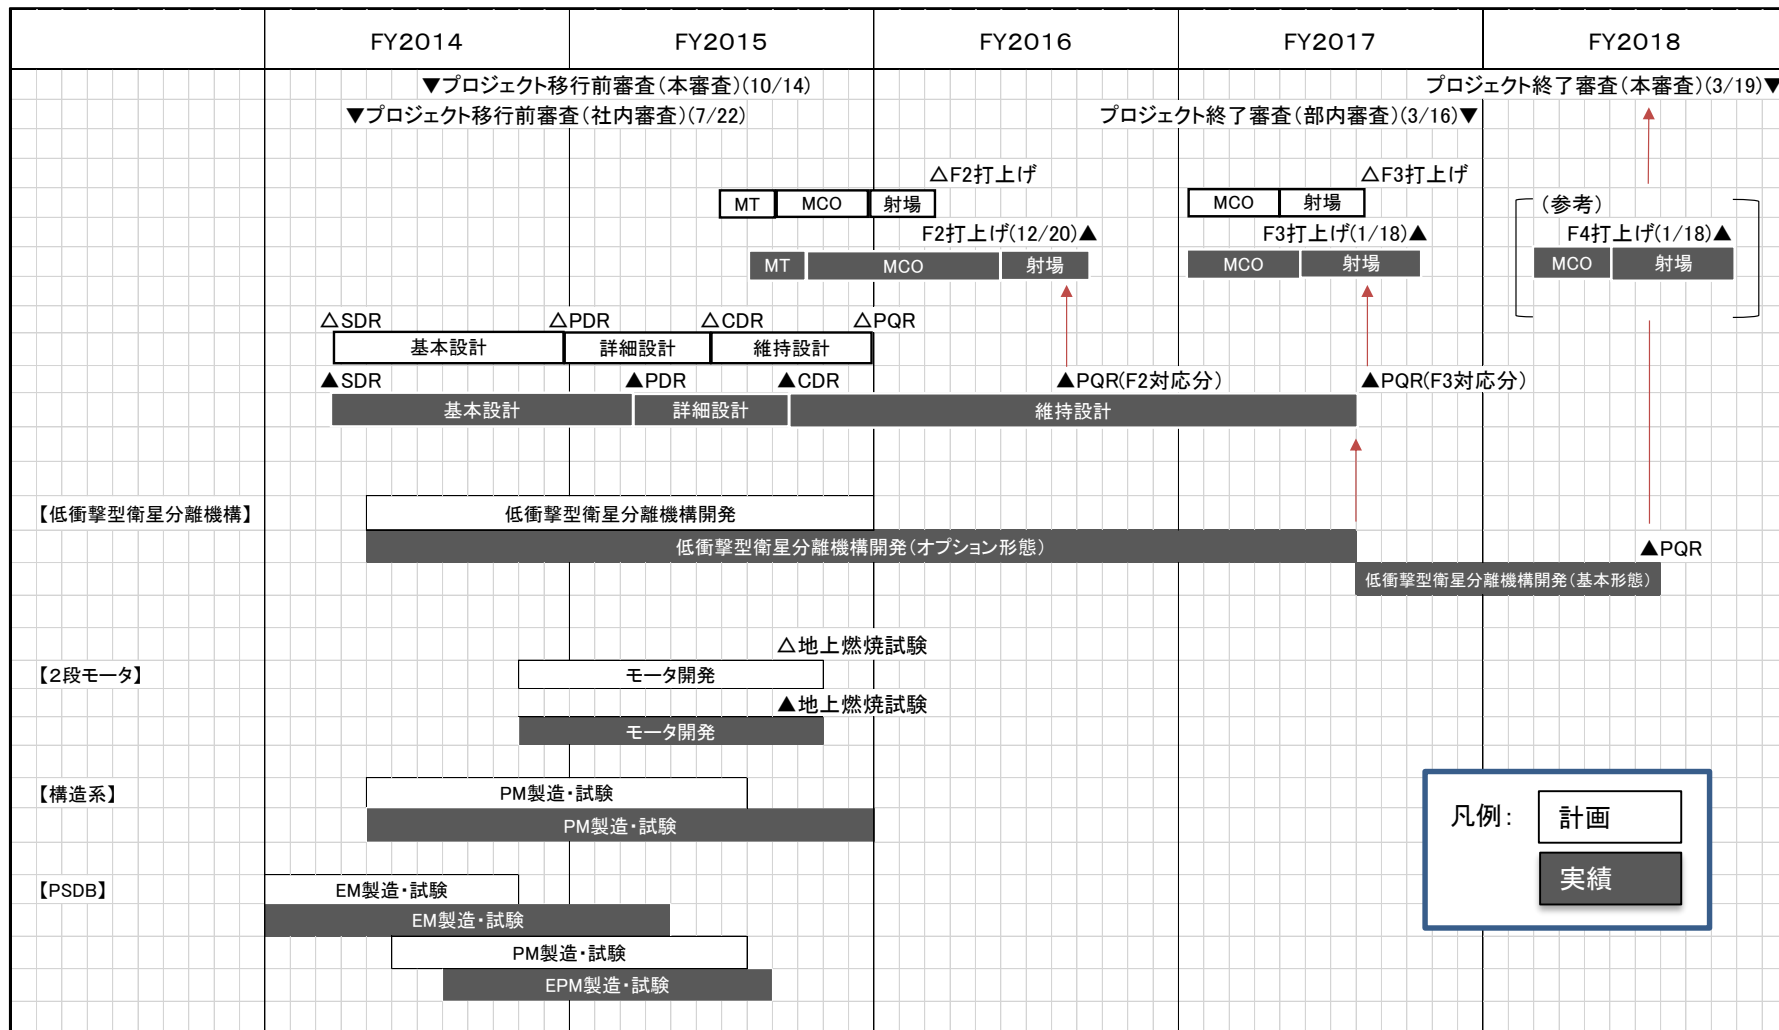 FY2014 FY2015 FY2016 FY2017 FY2018
▼プロジェクト移行前審査(本審査)(10/14)
プロジェクト終了審査(本審査)(3/19)▼
▼プロジェクト移行前審査(社内審査)(7/22)
プロジェクト終了審査(部内審査)(3/16)▼
△F2打上げ
△F3打上げ
MT MCO 射場
MCO 射場
(参考)
F2打上げ(12/20)▲
F3打上げ(1/18)▲
F4打上げ(1/18)▲
MT MCO 射場
MCO 射場
MCO 射場
△SDR △PDR △CDR △PQR
基本設計 詳細設計 維持設計
▲SDR ▲PDR ▲CDR ▲PQR(F2対応分) ▲PQR(F3対応分)
基本設計 詳細設計 維持設計
【低衝撃型衛星分離機構】
低衝撃型衛星分離機構開発
低衝撃型衛星分離機構開発(オプション形態)
▲PQR
低衝撃型衛星分離機構開発(基本形態)
△地上燃焼試験
【2段モータ】
モータ開発
▲地上燃焼試験
モータ開発
【構造系】
PM製造・試験
PM製造・試験
【PSDB】
EM製造・試験
EM製造・試験
PM製造・試験
EPM製造・試験
凡例:
計画
実績